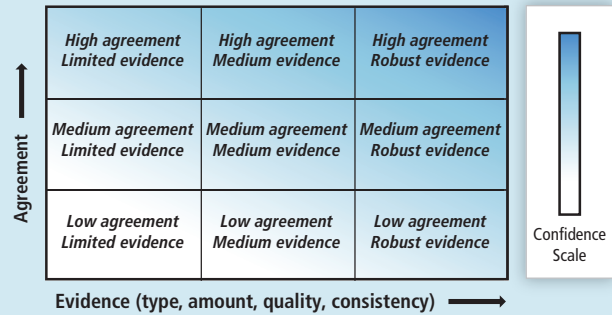 High agreement
Limited evidence
High agreement
Medium evidence
High agreement
Robust evidence
Medium agreement
Limited evidence
Medium agreement
Medium evidence
Medium agreement
Robust evidence
Low agreement
Limited evidence
Low agreement
Medium evidence
Low agreement
Robust evidence
Agreement
Evidence (type, amount, quality, consistency)
Confidence
Scale